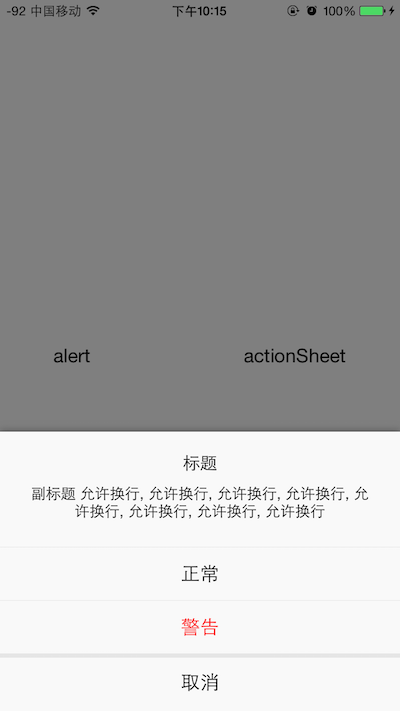 -92 中国移动 下午10:15 100%
alert actionSheet
标题
副标题 允许换行, 允许换行, 允许换行, 允许换行, 允
许换行, 允许换行, 允许换行, 允许换行
正常
警告
取消